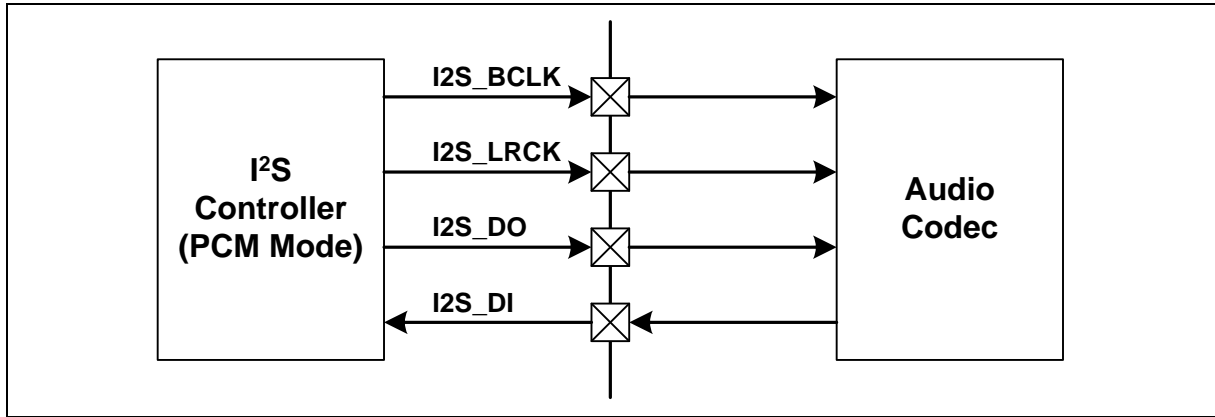 I²S
Controller
(PCM Mode)
I2S_BCLK
I2S_LRCK
I2S_DO
I2S_DI
Audio
Codec